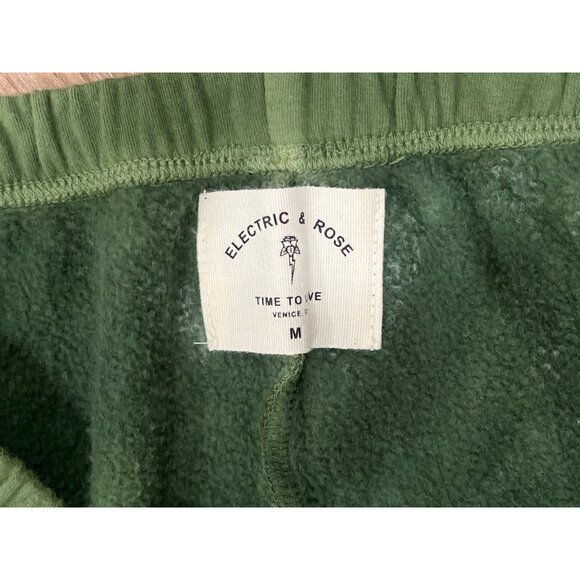 ELECTRIC & ROSE
TIME TO
VENICE,
M